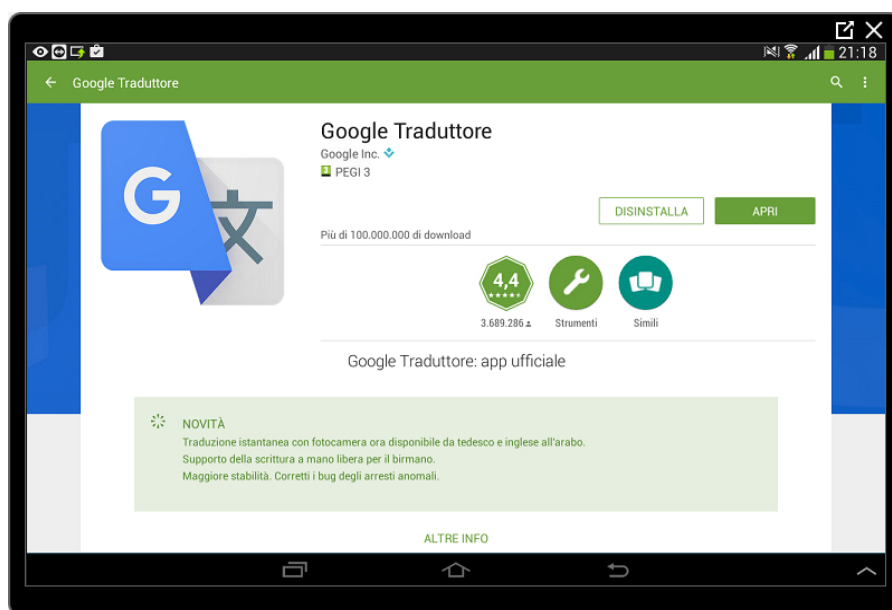 21:18
Google Traduttore
Google Traduttore
Google Inc.
3 PEGI 3
DISINSTALLA APRI
Più di 100.000.000 di download
4,4
3.689.286 Strumenti Simili
Google Traduttore: app ufficiale
NOVITÀ
Traduzione istantanea con fotocamera ora disponibile da tedesco e inglese all'arabo.
Supporto della scrittura a mano libera per il birmano.
Maggiore stabilità. Corretti i bug degli arresti anomali.
ALTRE INFO
G 文